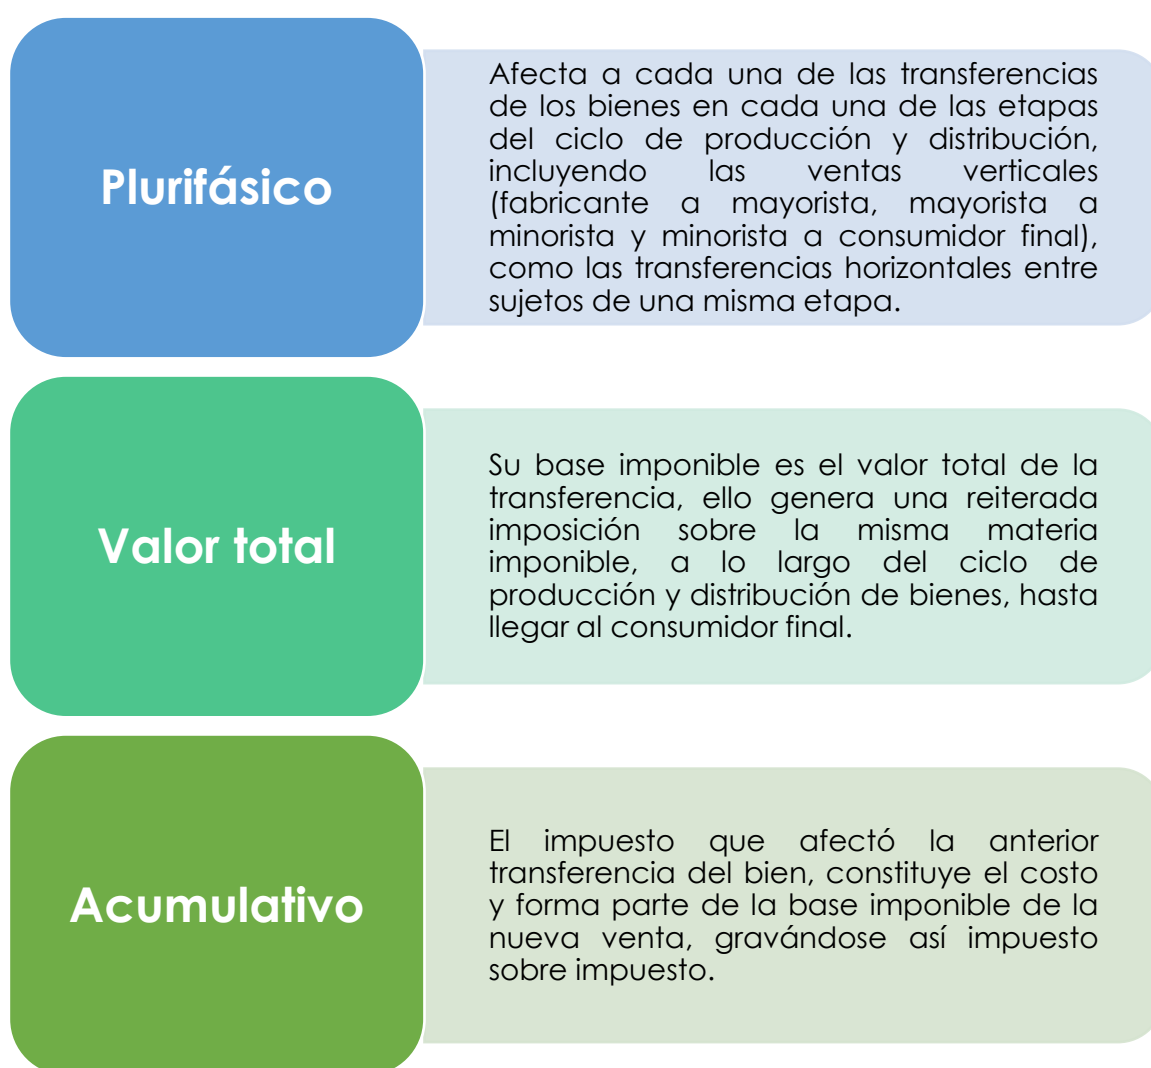 Plurifásico
Afecta a cada una de las transferencias
de los bienes en cada una de las etapas
del ciclo de producción y distribución,
incluyendo las ventas verticales
(fabricante a mayorista, mayorista a
minorista y minorista a consumidor final),
como las transferencias horizontales entre
sujetos de una misma etapa.
Valor total
Su base imponible es el valor total de la
transferencia, ello genera una reiterada
imposición sobre la misma materia
imponible, a lo largo del ciclo de
producción y distribución de bienes, hasta
llegar al consumidor final.
Acumulativo
El impuesto que afectó la anterior
transferencia del bien, constituye el costo
y forma parte de la base imponible de la
nueva venta, gravándose así impuesto
sobre impuesto.